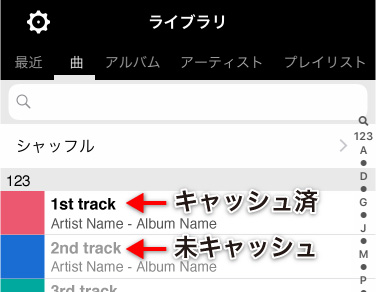 ライブラリ
最近 曲 アルバム アーティスト プレイリスト
シャッフル
123
1st track
Artist Name - Album Name
キャッシュ済
2nd track
Artist Name - Album Name
未キャッシュ
3rd track
123
A
D
G
J
M
P